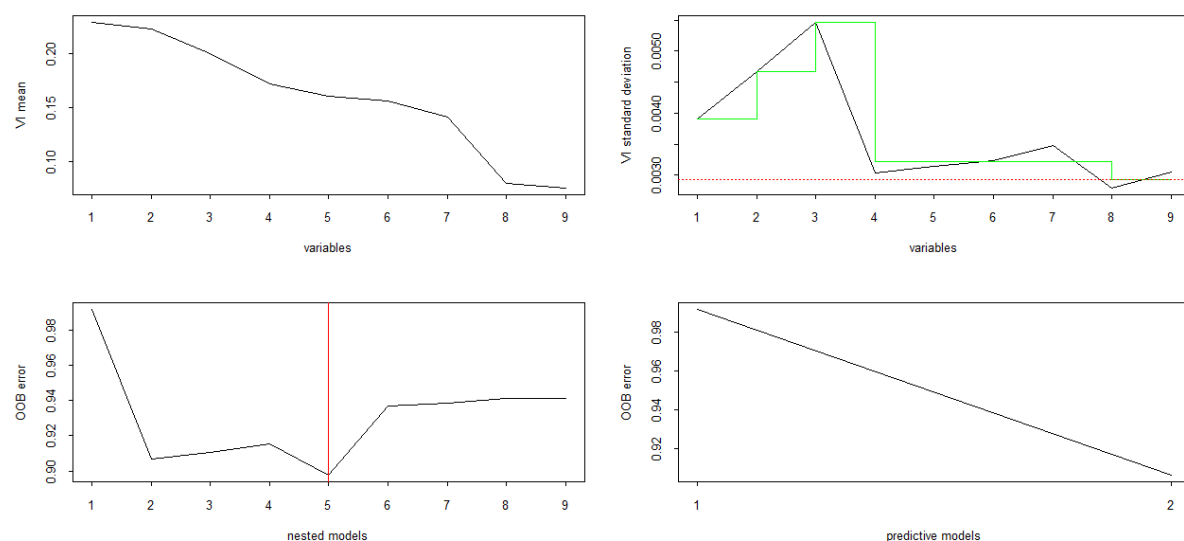 VI mean
0.20
0.15
0.10
1 2 3 4 5 6 7 8 9
variables
VI standard deviation
0.0050
0.0040
0.0030
1 2 3 4 5 6 7 8 9
variables
OOB error
0.98
0.96
0.94
0.92
0.90
1 2 3 4 5 6 7 8 9
nested models
OOB error
0.98
0.96
0.94
0.92
1 2
predictive models